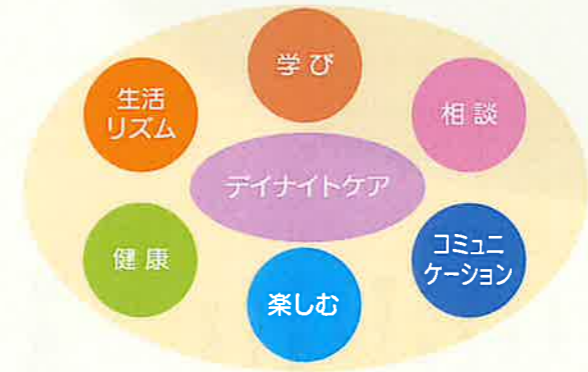 学び
生活
リズム
相談
デイナイトケア
健康
コミュニ
ケーション
楽しむ